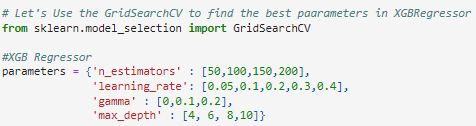 # Let's Use the GridSearchCV to find the best paarameters in XGBRegressor
from sklearn.model_selection import GridSearchCV
#XGB Regressor
parameters = {'n_estimators' : [50,100,150,200],
'learning_rate': [0.05,0.1,0.2,0.3,0.4],
'gamma' : [0,0.1,0.2],
'max_depth' : [4, 6, 8,10]}